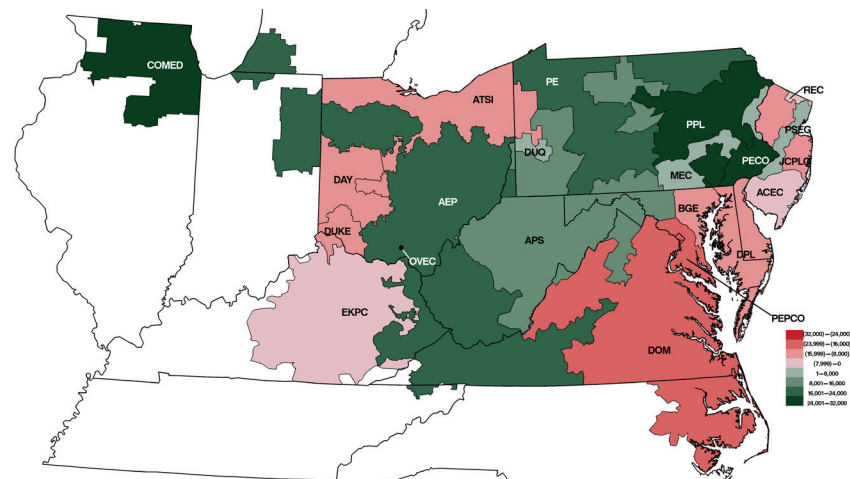 COMED
PE
ATSI
REC
PPL
PSEG
DUQ
PECO
JCPLC
MEC
DAY
ACEC
AEP
BGE
DUKE
APS
DPL
OVEC
EKPC
PEPCO
DOM
(32,000)—(24,000)
(23,999)—(16,000)
(15,999)—(8,000)
(7,999)—0
1—8,000
8,001—16,000
16,001—24,000
24,001—32,000